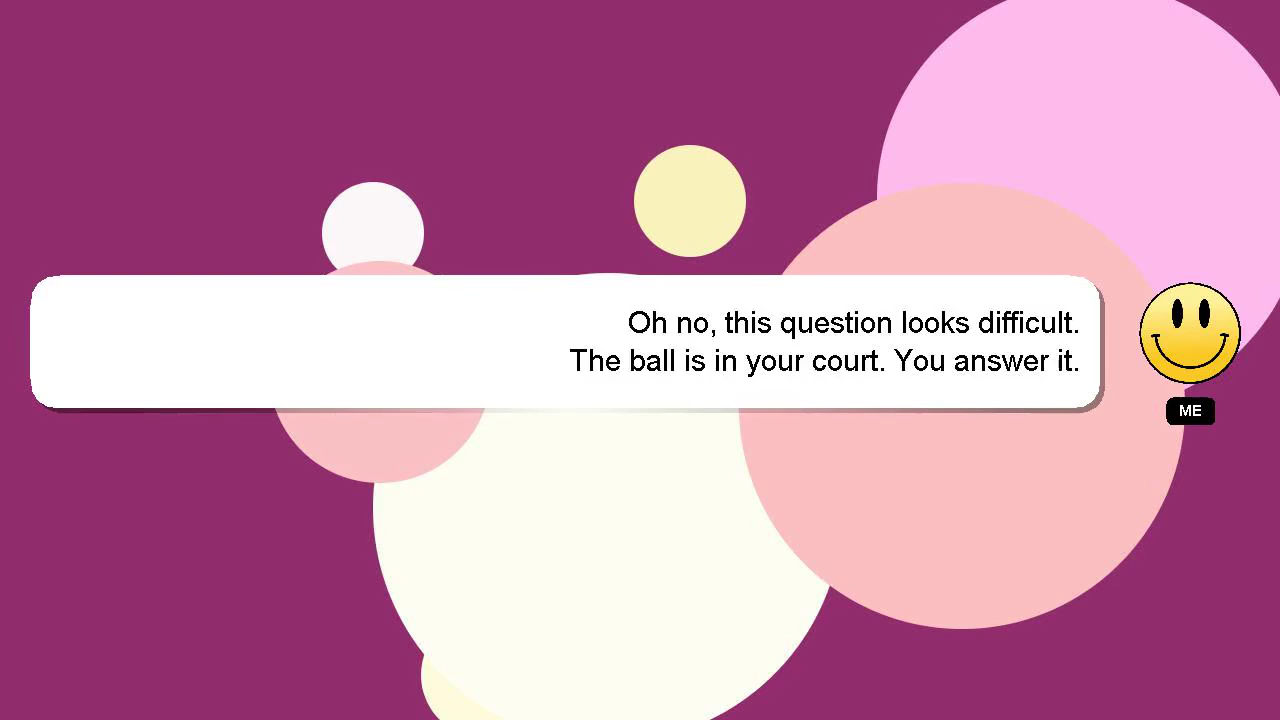 Oh no, this question looks difficult.
The ball is in your court. You answer it.
ME